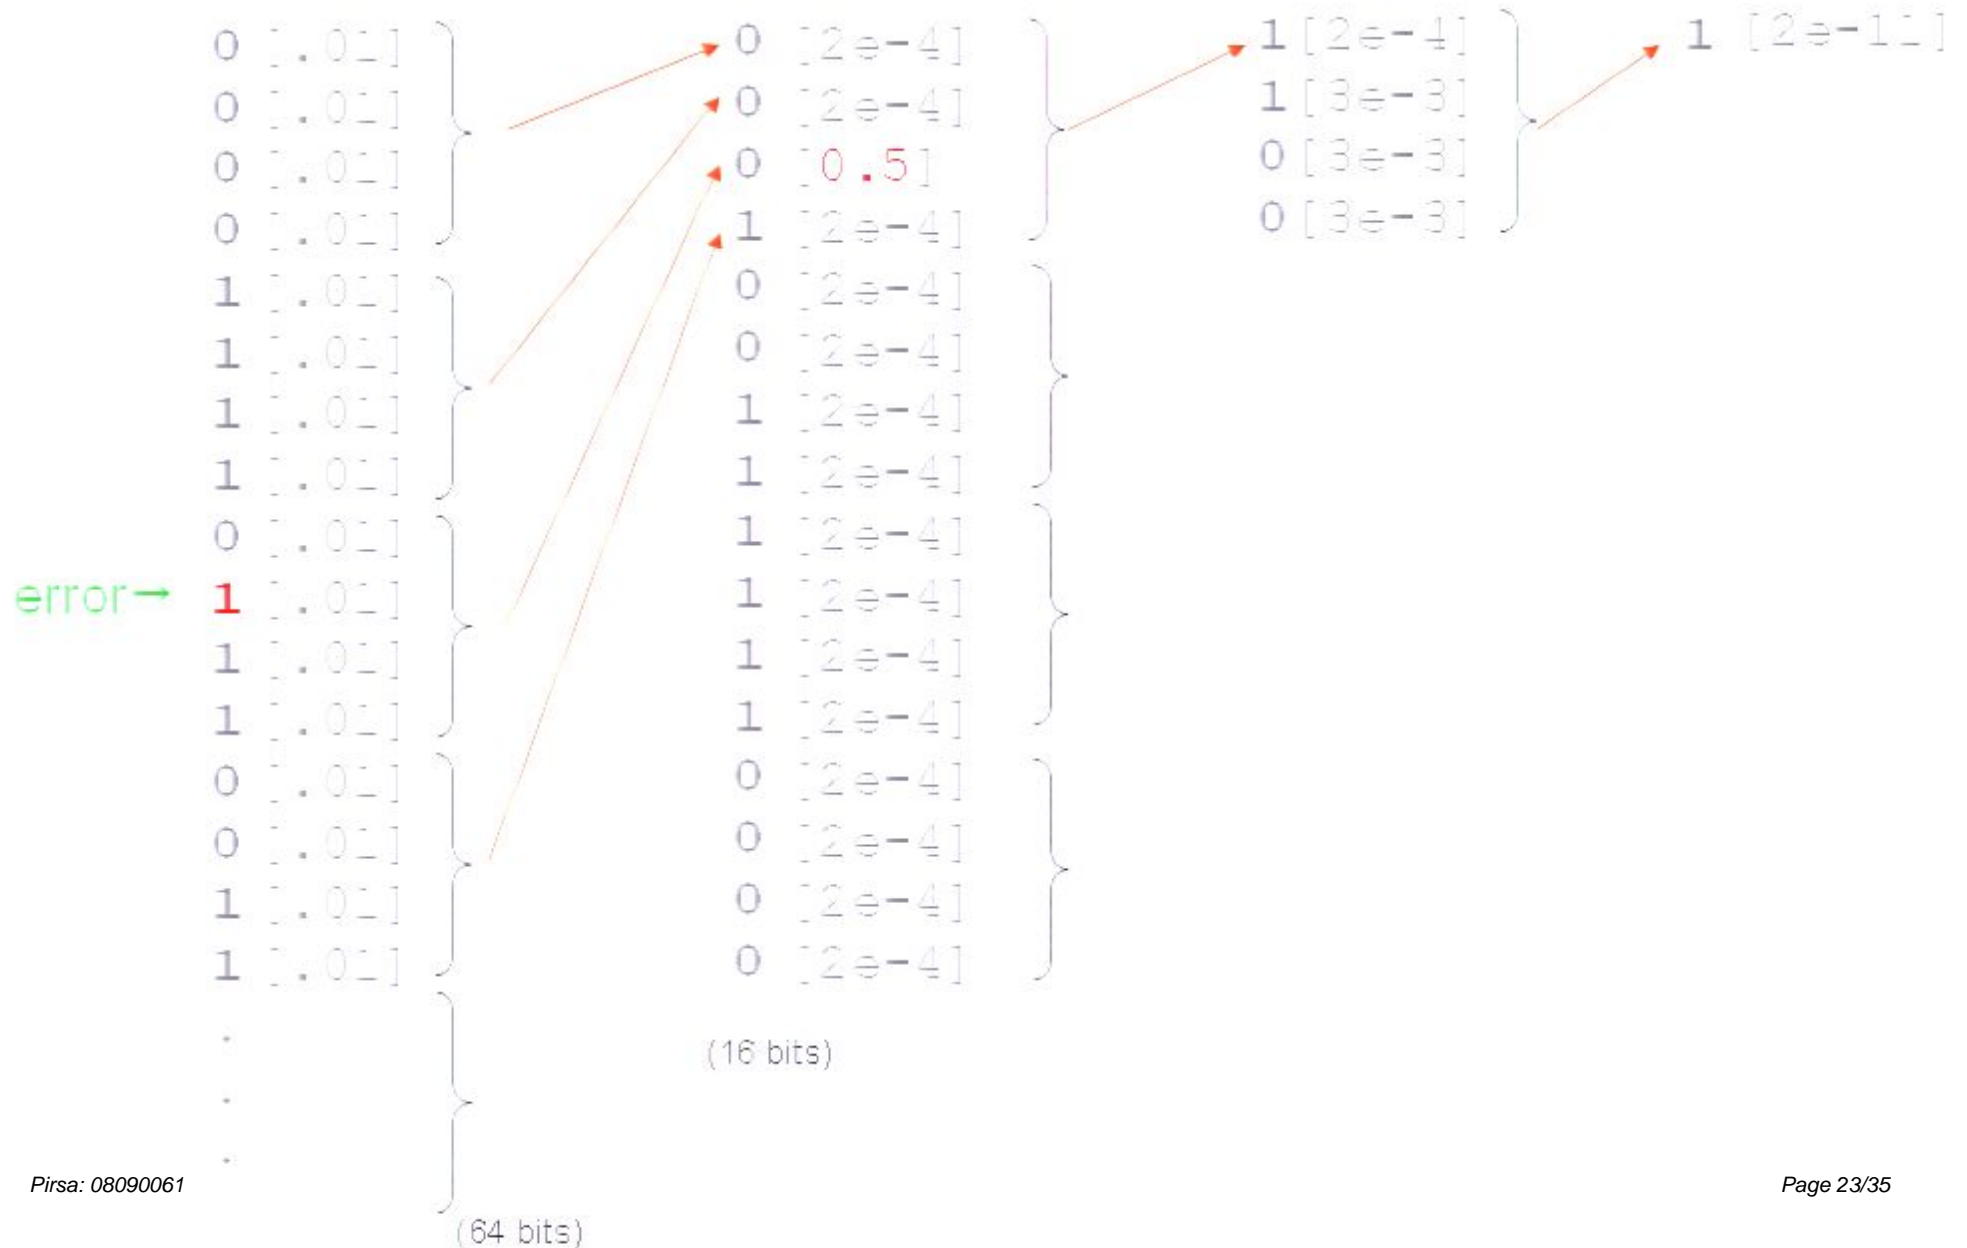 0 [.01] 0 [2e-4] 1 [2e-4] 1 [2e-11]
0 [.01] 0 [2e-4] 1 [3e-3]
0 [.01] 0 [0.5] 0 [3e-3]
0 [.01] 1 [2e-4] 0 [3e-3]
1 [.01] 0 [2e-4]
1 [.01] 0 [2e-4]
1 [.01] 1 [2e-4]
1 [.01] 1 [2e-4]
0 [.01] 1 [2e-4]
error→ 1 [.01] 1 [2e-4]
1 [.01] 1 [2e-4]
1 [.01] 1 [2e-4]
0 [.01] 0 [2e-4]
0 [.01] 0 [2e-4]
1 [.01] 0 [2e-4]
1 [.01] 0 [2e-4]
.
(16 bits)
.
.
Pirsa: 08090061 Page 23/35
(64 bits)